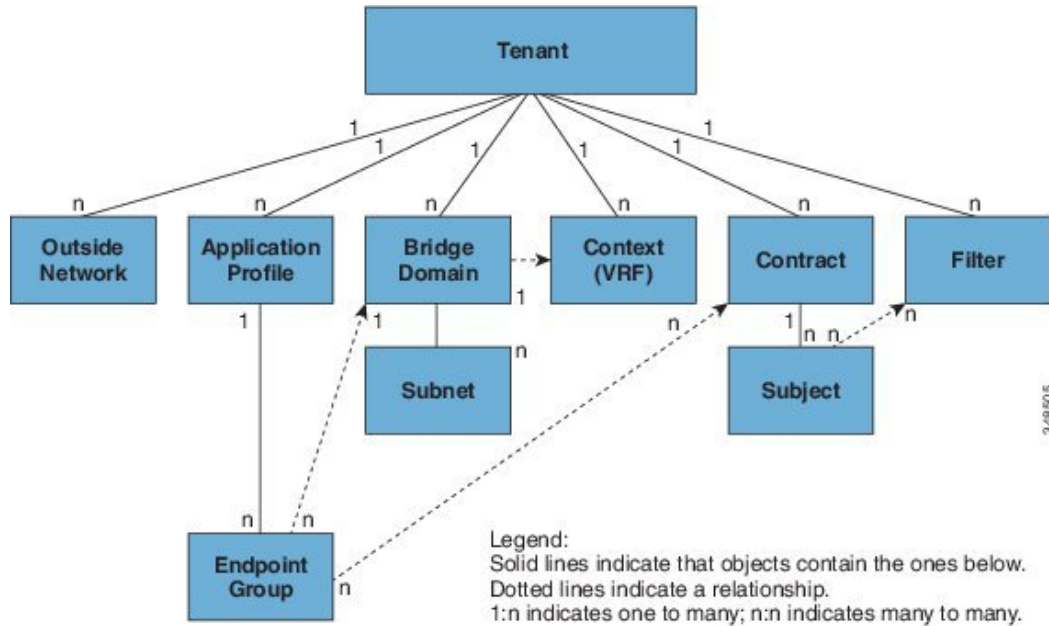 Tenant
1
1
1
1
1
1
n
n
n
n
n
n
Outside
Network
Application
Profile
Bridge
Domain
Context
(VRF)
Contract
Filter
1
1
1
n
1
n
n
n
n
Subnet
Subject
348505
n
n
Endpoint
Group
n
Legend:
Solid lines indicate that objects contain the ones below.
Dotted lines indicate a relationship.
1:n indicates one to many; n:n indicates many to many.